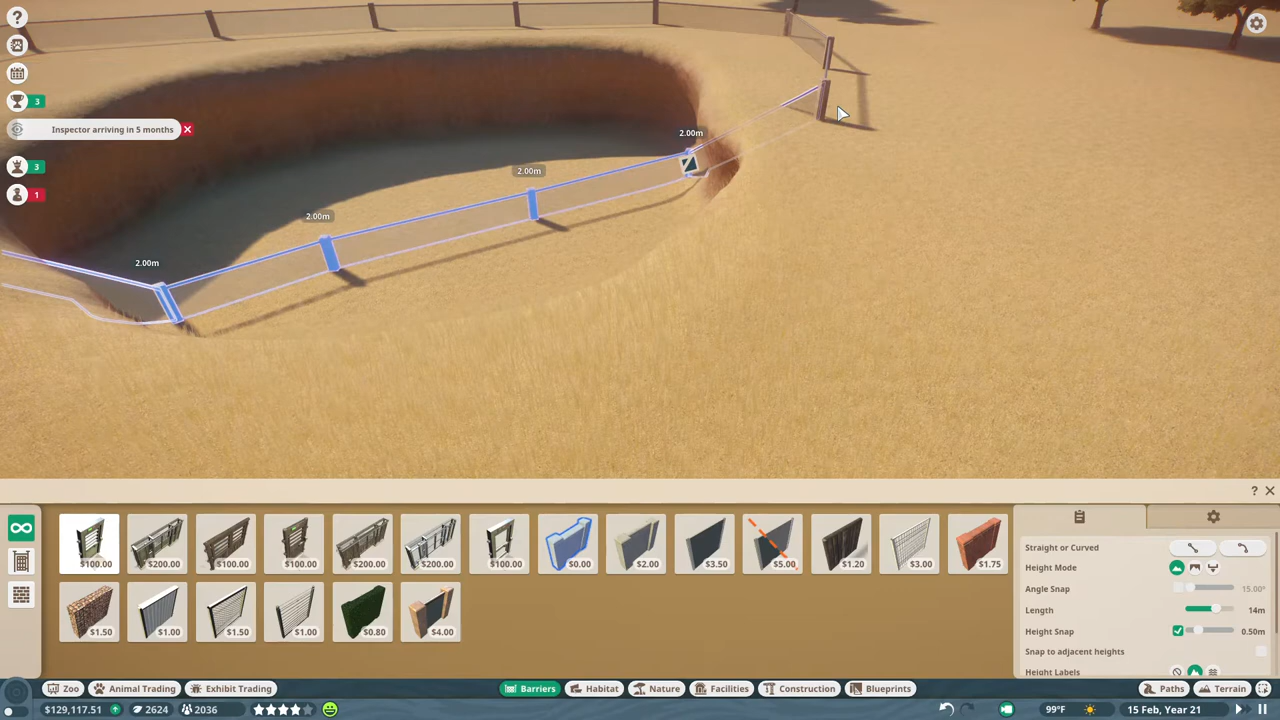 ?
3
Inspector arriving in 5 months
3
1
2.00m
2.00m
2.00m
2.00m
?
$100.00
$200.00
$100.00
$100.00
$200.00
$200.00
$100.00
$0.00
$2.00
$3.50
$5.00
$1.20
$3.00
$1.75
$1.50
$1.00
$1.50
$1.00
$0.80
$4.00
Straight or Curved
Height Mode
Angle Snap 15.00°
Length 14m
Height Snap 0.50m
Snap to adjacent heights
Height Labels
Zoo Animal Trading Exhibit Trading Barriers Habitat Nature Facilities Construction Blueprints Paths Terrain
$129,117.51 2624 2036 99°F 15 Feb, Year 21